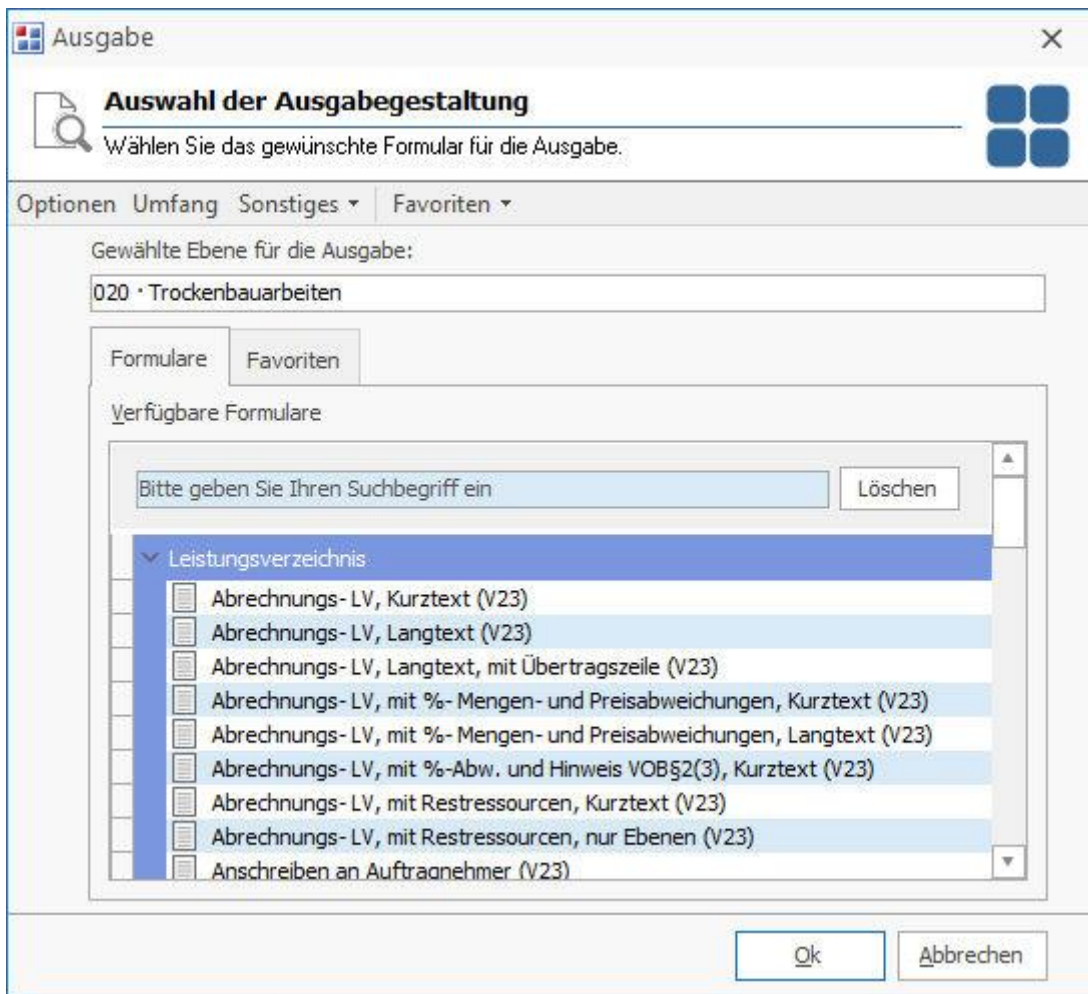 Ausgabe
Auswahl der Ausgabegestaltung
Wählen Sie das gewünschte Formular für die Ausgabe.
Optionen Umfang Sonstiges Favoriten
Gewählte Ebene für die Ausgabe:
020 · Trockenbauarbeiten
Formulare Favoriten
Verfügbare Formulare
Bitte geben Sie Ihren Suchbegriff ein Löschen
Leistungsverzeichnis
Abrechnungs- LV, Kurztext (V23)
Abrechnungs- LV, Langtext (V23)
Abrechnungs- LV, Langtext, mit Übertragszeile (V23)
Abrechnungs- LV, mit %- Mengen- und Preisabweichungen, Kurztext (V23)
Abrechnungs- LV, mit %- Mengen- und Preisabweichungen, Langtext (V23)
Abrechnungs- LV, mit %-Abw. und Hinweis VOB§2(3), Kurztext (V23)
Abrechnungs- LV, mit Restressourcen, Kurztext (V23)
Abrechnungs- LV, mit Restressourcen, nur Ebenen (V23)
Anschreiben an Auftragnehmer (V23)
Ok Abbrechen